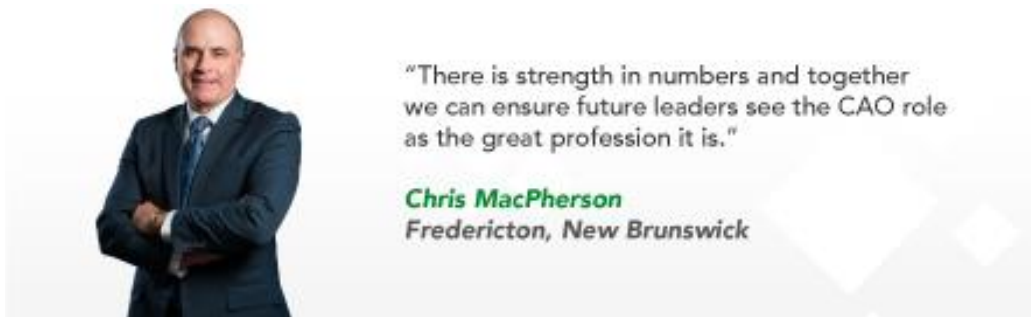 “There is strength in numbers and together
we can ensure future leaders see the CAO role
as the great profession it is.”
Chris MacPherson
Fredericton, New Brunswick